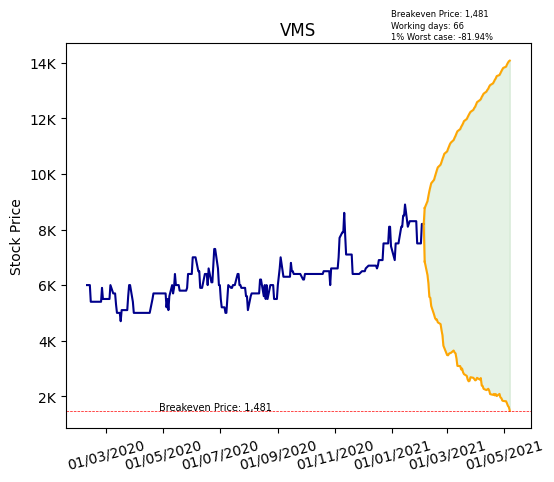 Breakeven Price: 1,481
Working days: 66
1% Worst case: -81.94%
VMS
Stock Price
14K
12K
10K
8K
6K
4K
2K
Breakeven Price: 1,481
01/03/2020
01/05/2020
01/07/2020
01/09/2020
01/11/2020
01/01/2021
01/03/2021
01/05/2021